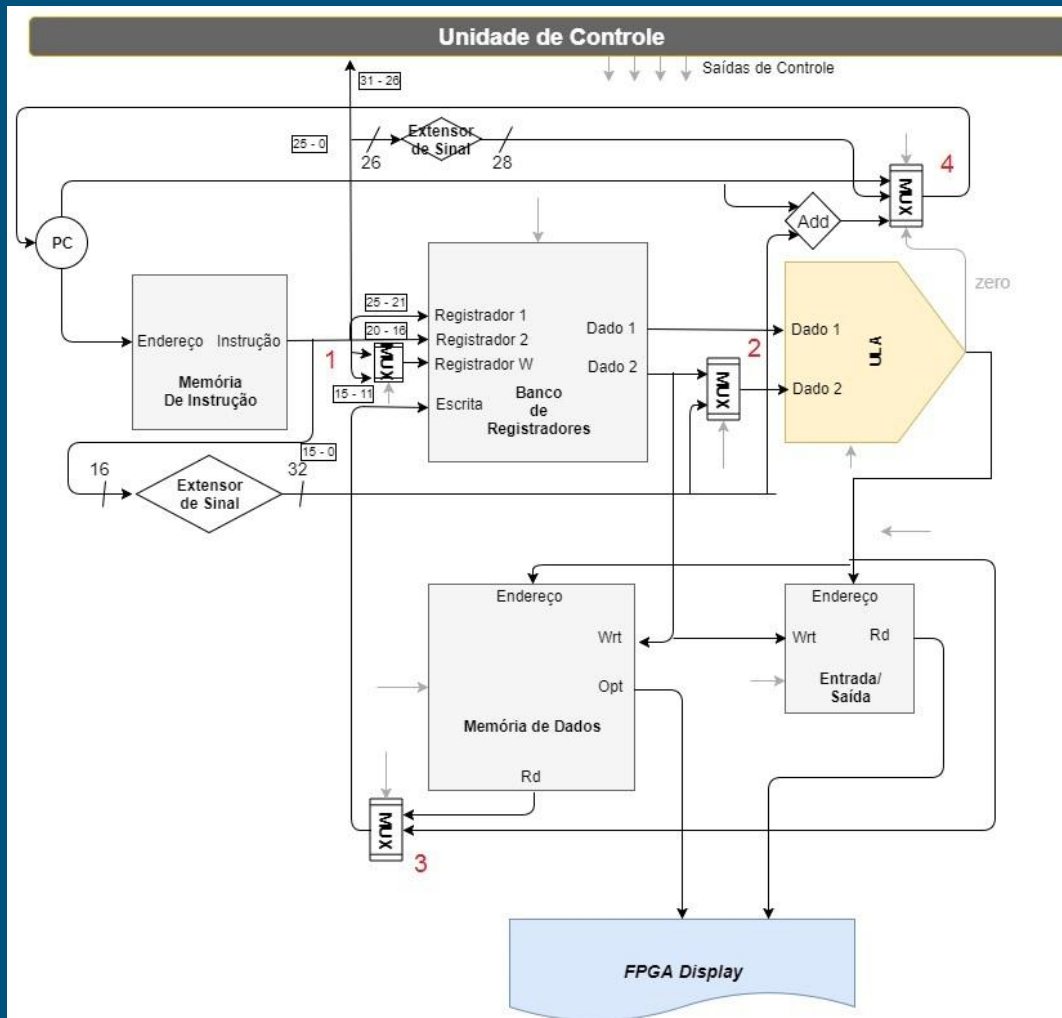 Unidade de Controle
31 - 26
Saídas de Controle
25 - 0
26
Extensor
de Sinal
28
4
MUX
PC
Add
zero
Endereço
Instrução
Memória
De Instrução
25 - 21
20 - 16
1
MUX
15 - 11
Registrador 1
Registrador 2
Registrador W
Escrita
Dado 1
Dado 2
Banco
de
Registradores
2
MUX
Dado 1
Dado 2
ULA
15 - 0
16
Extensor
de Sinal
32
Endereço
Wrt
Opt
Memória de Dados
Rd
Endereço
Wrt
Rd
Entrada/
Saída
MUX
3
FPGA Display